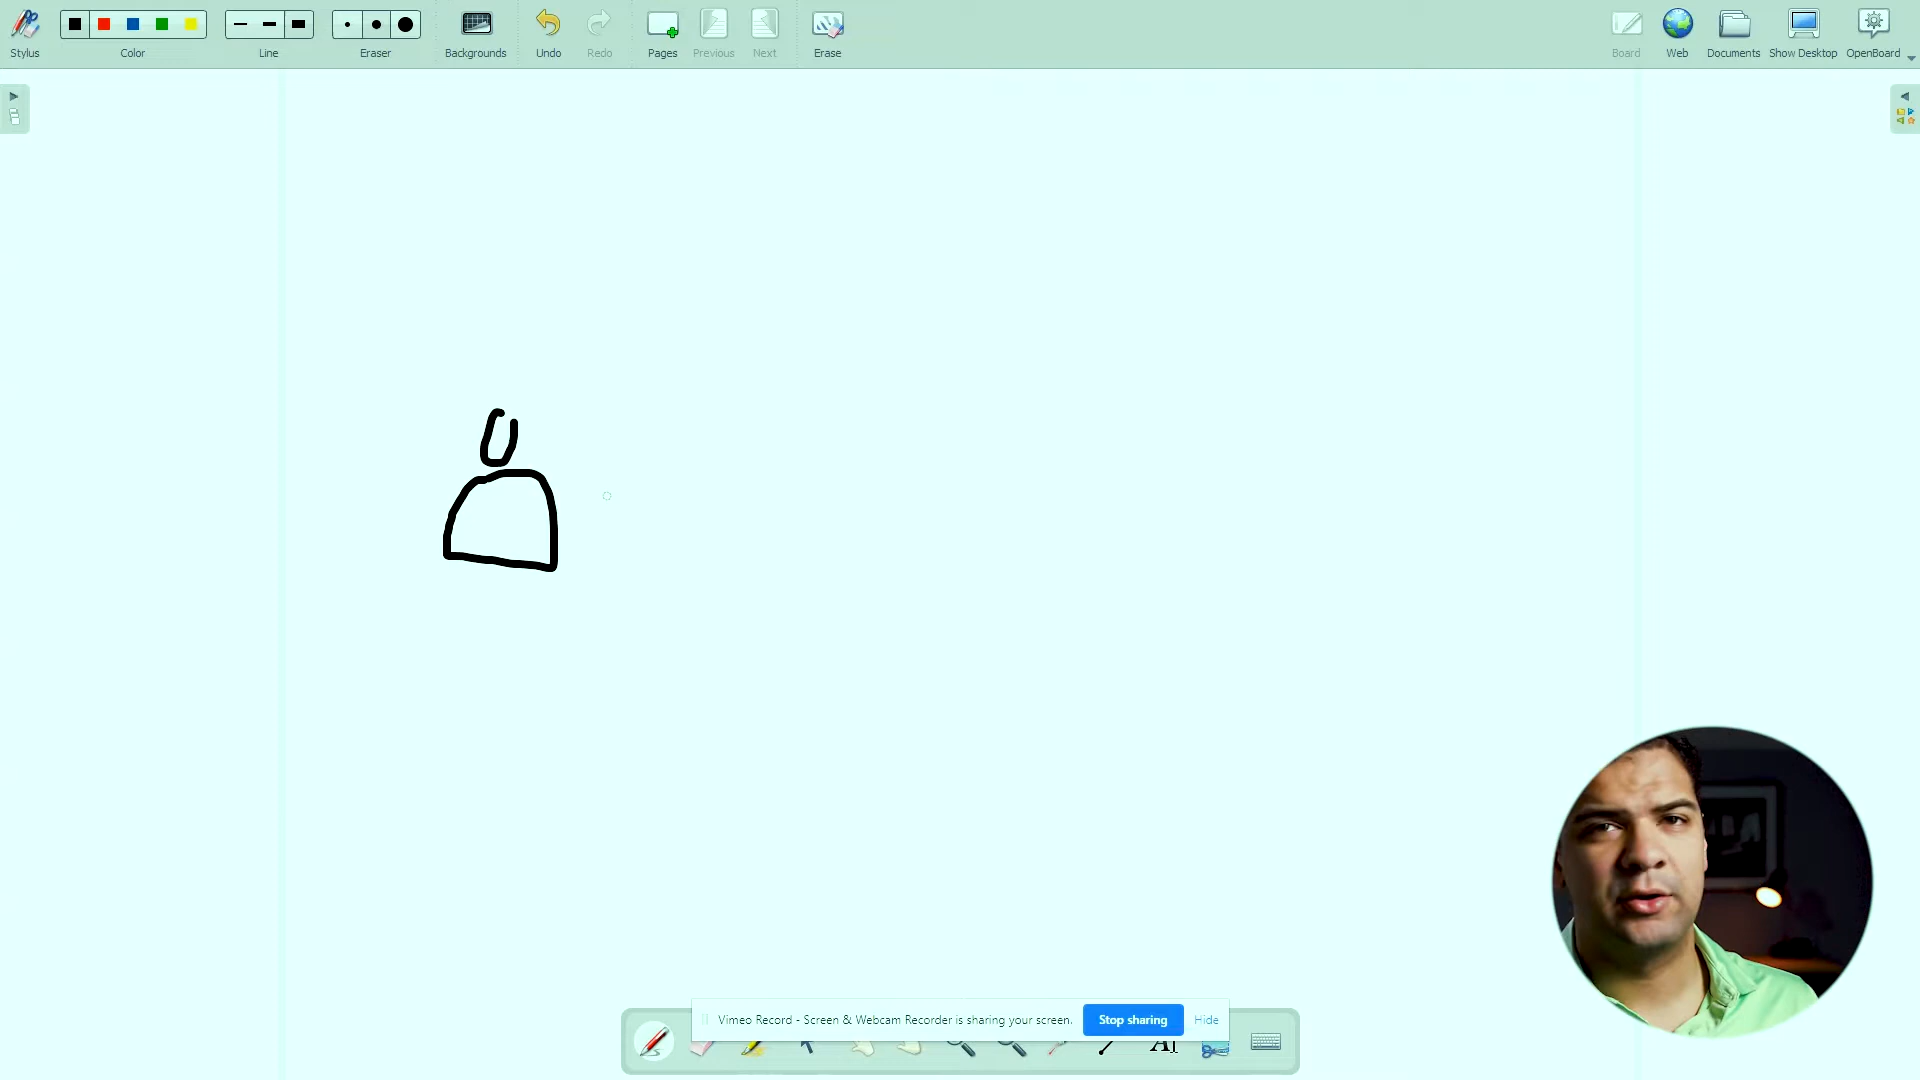 Stylus
Color
Line
Eraser
Backgrounds
Undo
Redo
Pages
Previous
Next
Erase
Board
Web
Documents
Show Desktop
OpenBoard
Vimeo Record - Screen & Webcam Recorder is sharing your screen.
Stop sharing
Hide